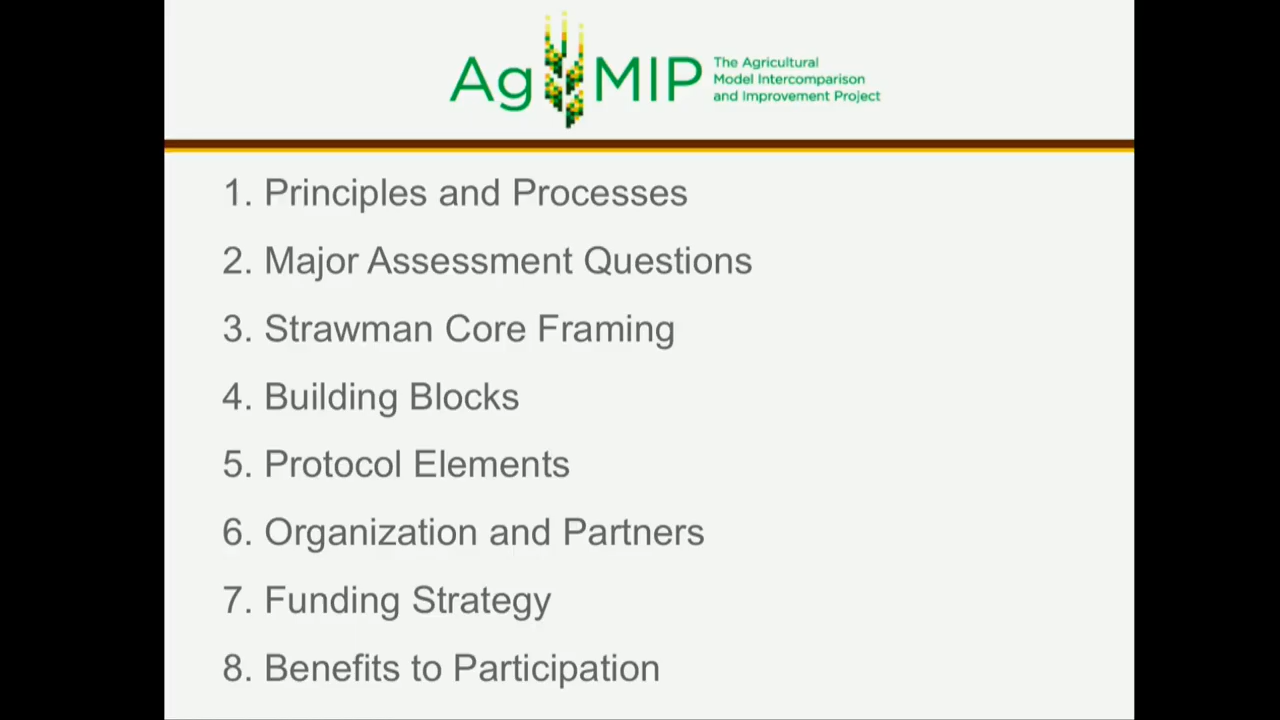 AgMIP
The Agricultural
Model Intercomparison
and Improvement Project
1. Principles and Processes
2. Major Assessment Questions
3. Strawman Core Framing
4. Building Blocks
5. Protocol Elements
6. Organization and Partners
7. Funding Strategy
8. Benefits to Participation